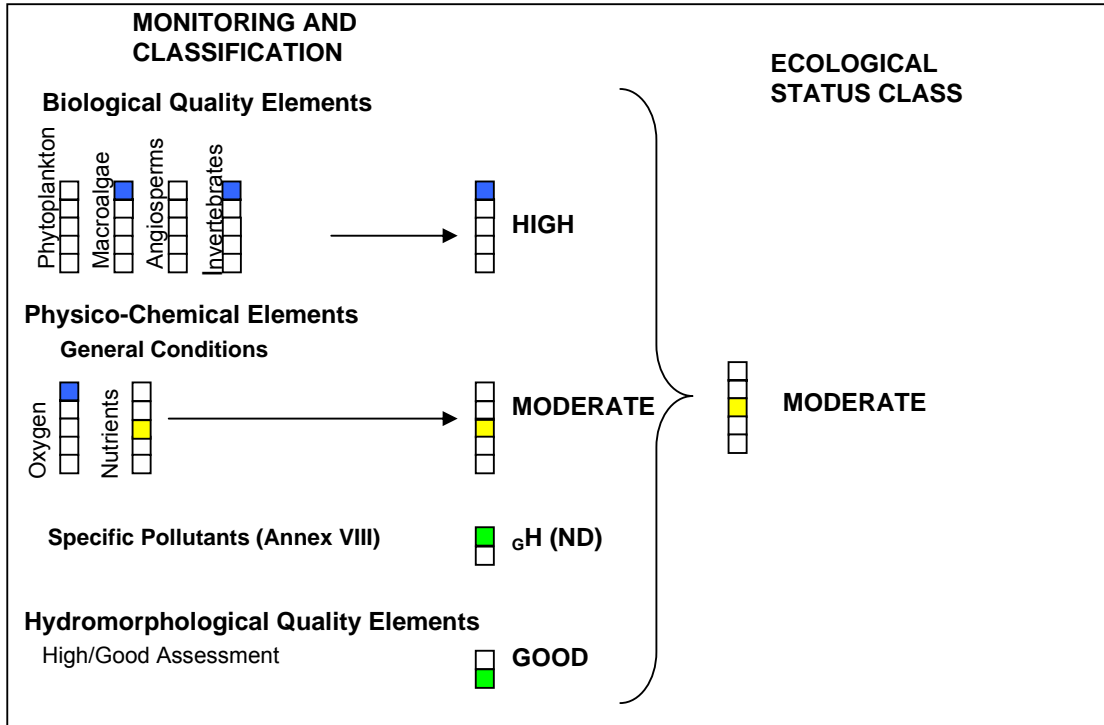 MONITORING AND
CLASSIFICATION
ECOLOGICAL
STATUS CLASS
Biological Quality Elements
Phytoplankton
Macroalgae
Angiosperms
Invertebrates
HIGH
Physico-Chemical Elements
General Conditions
Oxygen
Nutrients
MODERATE
MODERATE
Specific Pollutants (Annex VIII)
GH (ND)
Hydromorphological Quality Elements
High/Good Assessment
GOOD